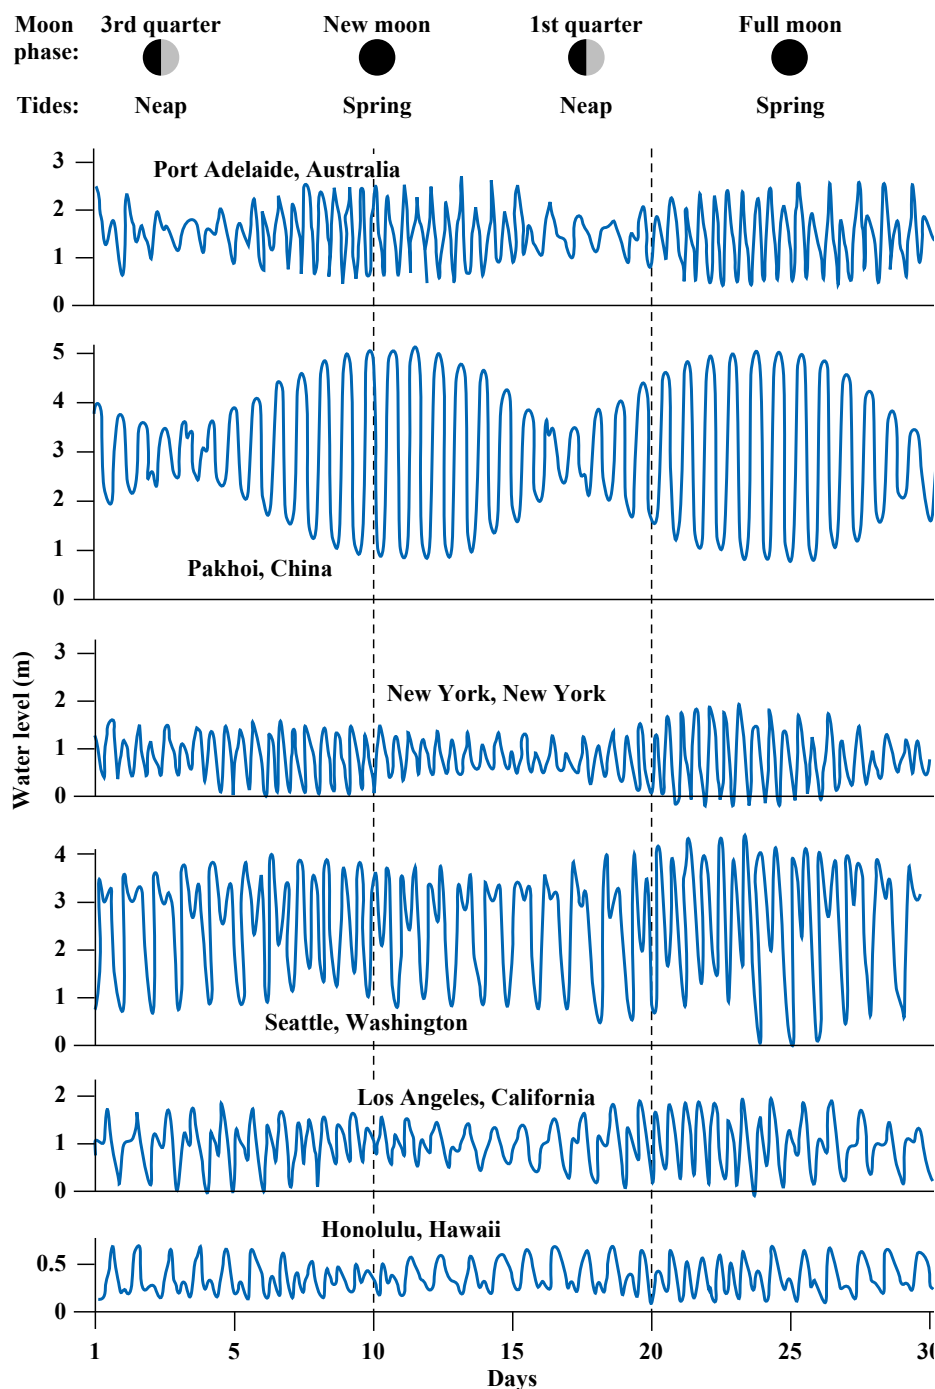 Moon phase:
3rd quarter
New moon
1st quarter
Full moon
Tides:
Neap
Spring
Neap
Spring
Water level (m)
3
2
1
0
Port Adelaide, Australia
5
4
3
2
1
0
Pakhoi, China
3
2
1
0
New York, New York
4
3
2
1
0
Seattle, Washington
2
1
0
Los Angeles, California
0.5
0
Honolulu, Hawaii
1
5
10
15
20
25
30
Days